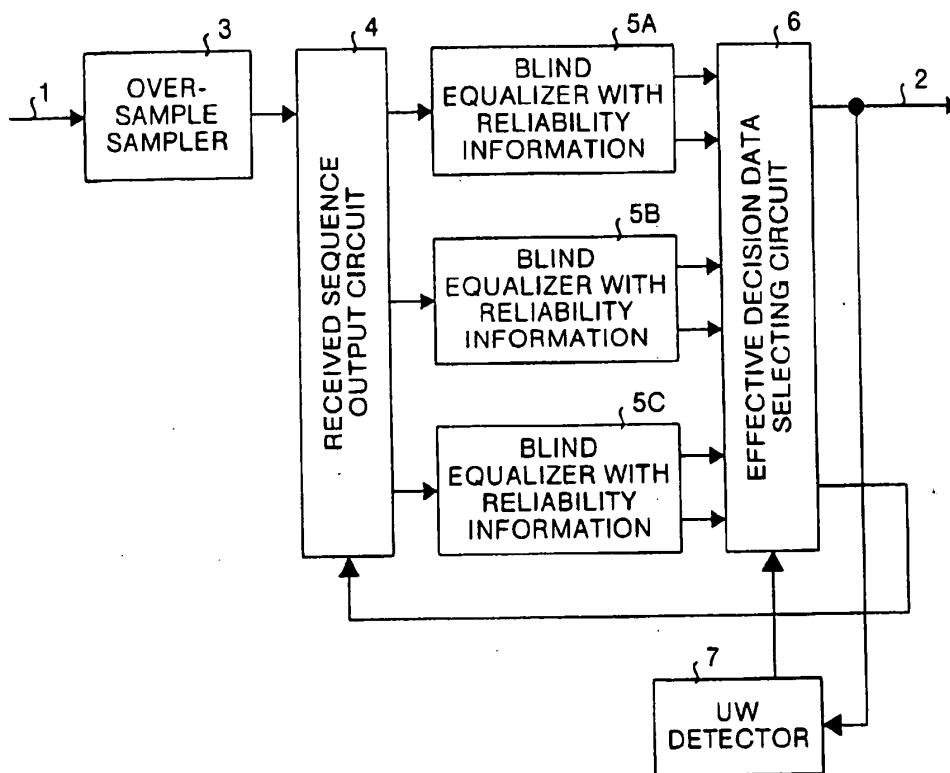 1
3
OVER-
SAMPLE
SAMPLER
4
RECEIVED SEQUENCE
OUTPUT CIRCUIT
5A
BLIND
EQUALIZER WITH
RELIABILITY
INFORMATION
5B
BLIND
EQUALIZER WITH
RELIABILITY
INFORMATION
5C
BLIND
EQUALIZER WITH
RELIABILITY
INFORMATION
6
EFFECTIVE DECISION DATA
SELECTING CIRCUIT
2
7
UW
DETECTOR